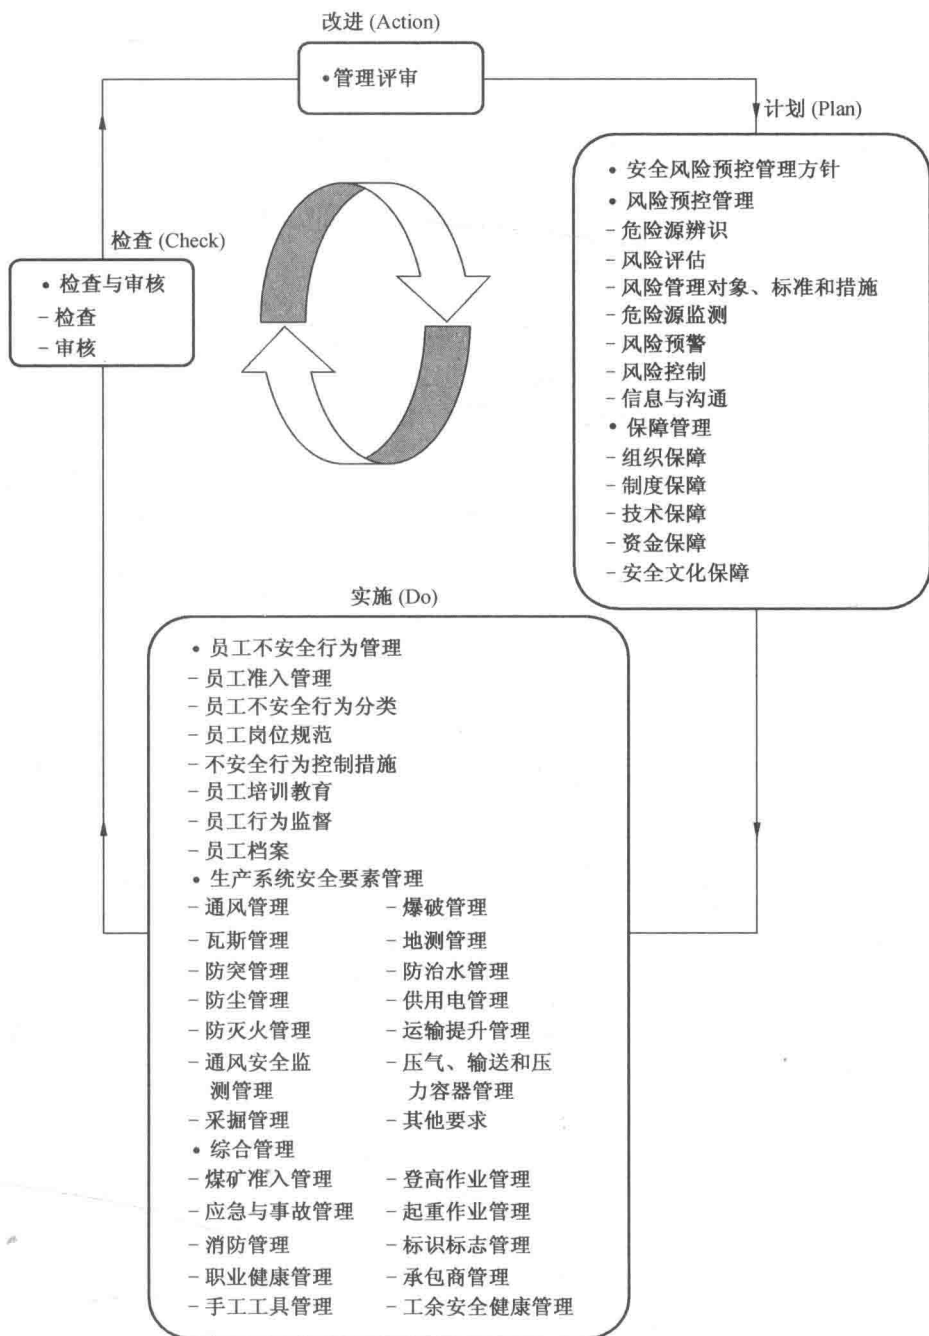 改进 (Action)
• 管理评审
计划 (Plan)
• 安全风险预控管理方针
• 风险预控管理
- 危险源辨识
- 风险评估
- 风险管理对象、标准和措施
- 危险源监测
- 风险预警
- 风险控制
- 信息与沟通
• 保障管理
- 组织保障
- 制度保障
- 技术保障
- 资金保障
- 安全文化保障
检查 (Check)
• 检查与审核
- 检查
- 审核
实施 (Do)
• 员工不安全行为管理
- 员工准入管理
- 员工不安全行为分类
- 员工岗位规范
- 不安全行为控制措施
- 员工培训教育
- 员工行为监督
- 员工档案
• 生产系统安全要素管理
- 通风管理
- 瓦斯管理
- 防突管理
- 防尘管理
- 防灭火管理
- 通风安全监
测管理
- 采掘管理
- 爆破管理
- 地测管理
- 防治水管理
- 供用电管理
- 运输提升管理
- 压气、输送和压
力容器管理
- 其他要求
• 综合管理
- 煤矿准入管理
- 应急与事故管理
- 消防管理
- 职业健康管理
- 手工工具管理
- 登高作业管理
- 起重作业管理
- 标识标志管理
- 承包商管理
- 工余安全健康管理